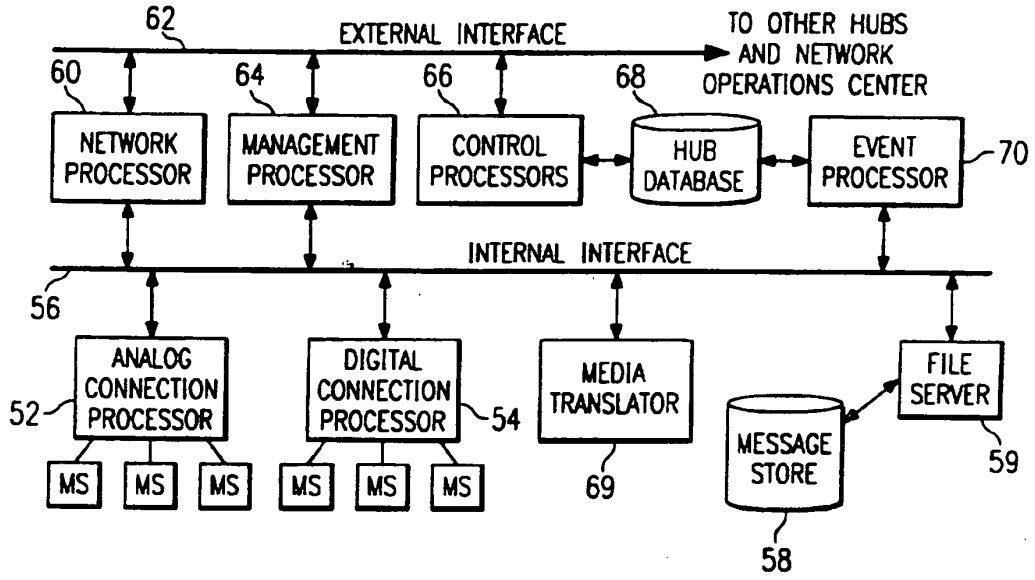 62
EXTERNAL INTERFACE
TO OTHER HUBS
AND NETWORK
OPERATIONS CENTER
60
64
66
68
NETWORK
PROCESSOR
MANAGEMENT
PROCESSOR
CONTROL
PROCESSORS
HUB
DATABASE
EVENT
PROCESSOR
70
INTERNAL INTERFACE
56
ANALOG
CONNECTION
PROCESSOR
52
DIGITAL
CONNECTION
PROCESSOR
54
MEDIA
TRANSLATOR
69
FILE
SERVER
59
MESSAGE
STORE
58
MS
MS
MS
MS
MS
MS